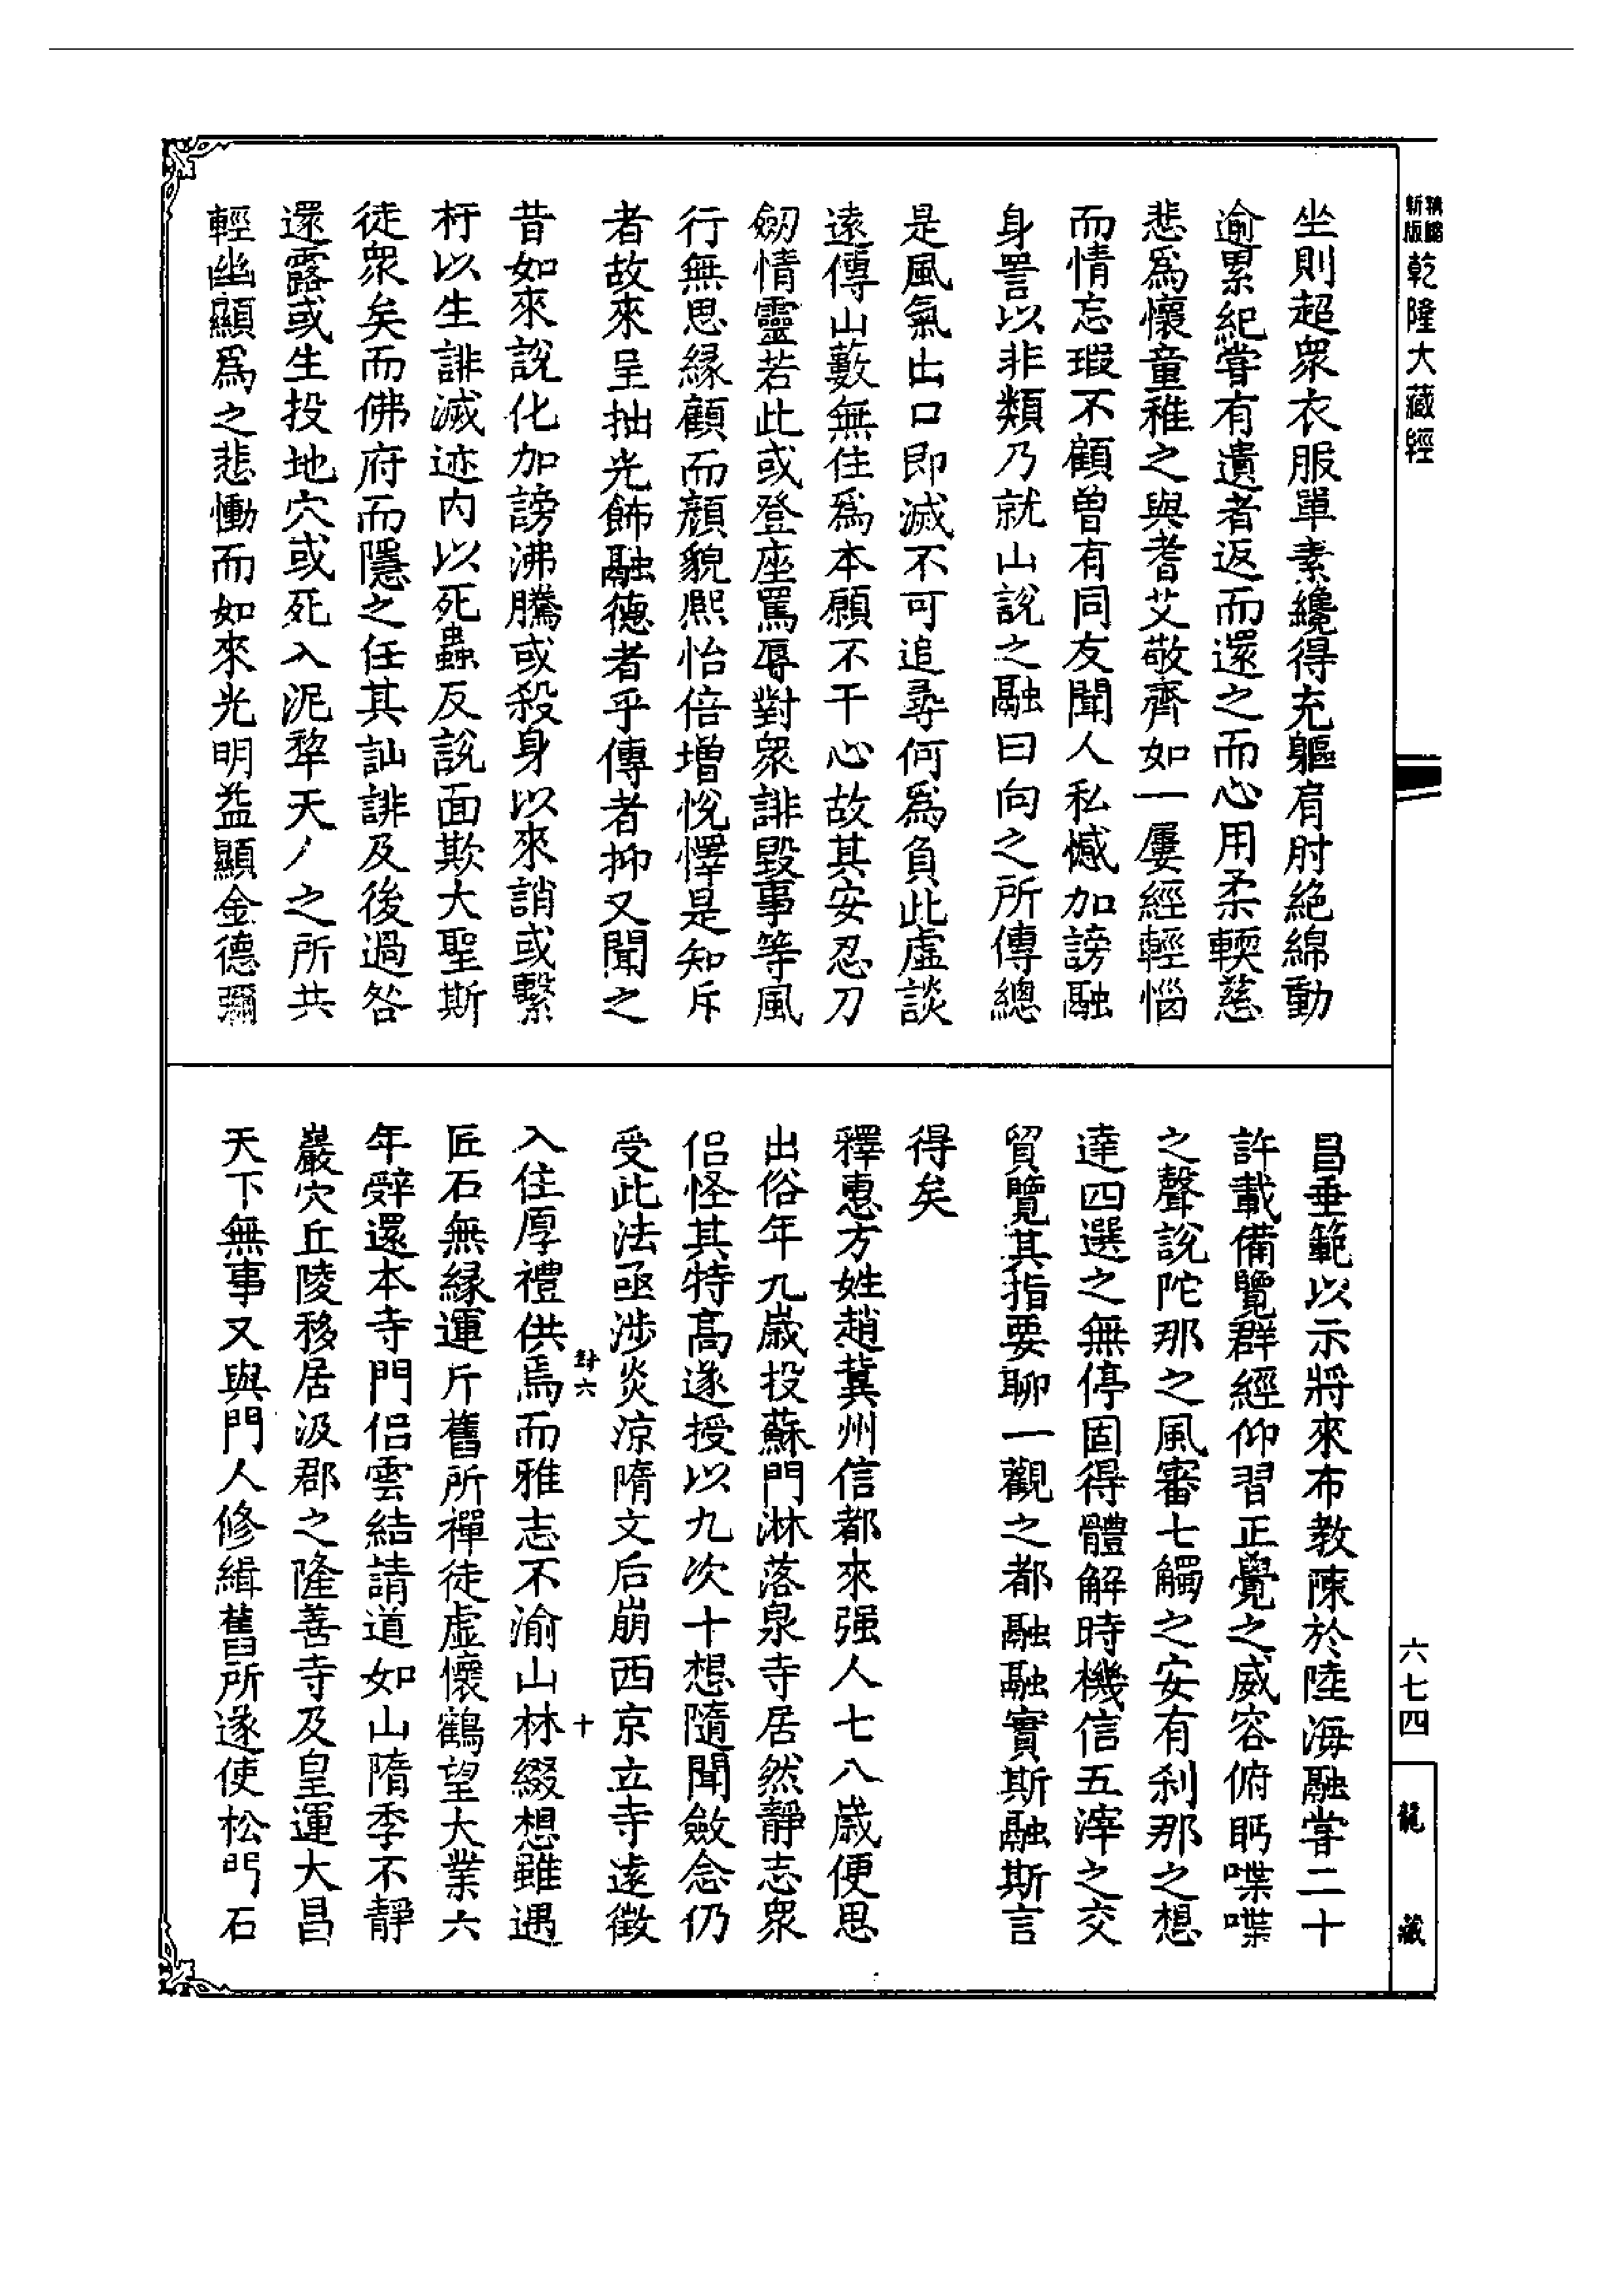 新版
乾隆大藏經
坐則超衆衣服單素纔得充軀肩肘絶綿動
逾累紀嘗有遺者返而還之而心用柔輭慈
悲爲懷童稚之與耆艾敬齊如一屢經輕惱
而情忘瑕不顧曾有同友聞人私憾加謗融
身詈以非類乃就山說之融曰向之所傳總
是風氣出口即滅不可追尋何爲負此虛談
遠傳山藪無住爲本願不干心故其安忍刀
劒情靈若此或登座罵辱對衆誹毀事等風
行無思緣顧而顏貌熙怡倍增悅懌是知斥
者故來呈拙光飾融德者乎傳者抑又聞之
昔如來說化加謗沸騰或殺身以來誚或繫
杅以生誹滅迹內以死蟲反說面欺大聖斯
徒衆矣而佛府而隱之任其訕誹及後過咎
還露或生投地穴或死入泥犂天人之所共
輕幽顯爲之悲慟而如來光明益顯金德彌
昌垂範以示將來布教陳於陸海融嘗二十
許載備覽群經仰習正覺之威容俯眄喋喋
之聲說陀那之風審七觸之安有刹那之想
達四選之無停固得體解時機信五滓之交
貿覽其指要聊一觀之都融融實斯融斯言
得矣
釋惠方姓趙冀州信都來强人七八歲便思
出俗年九歲投蘇門淋落泉寺居然靜志衆
侣怪其特高遂授以九次十想隨聞斂念仍
受此法亟涉炎涼隋文后崩西京立寺遠徵
入住厚禮供焉而雅志不渝山林綴想雖遇
匠石無緣運斤舊所禪徒虛懷鶴望大業六
年辭還本寺門侣雲結請道如山隋季不靜
巖穴丘陵移居汲郡之隆善寺及皇運大昌
天下無事又與門人修緝舊所遂使松門石
六七四
龍藏